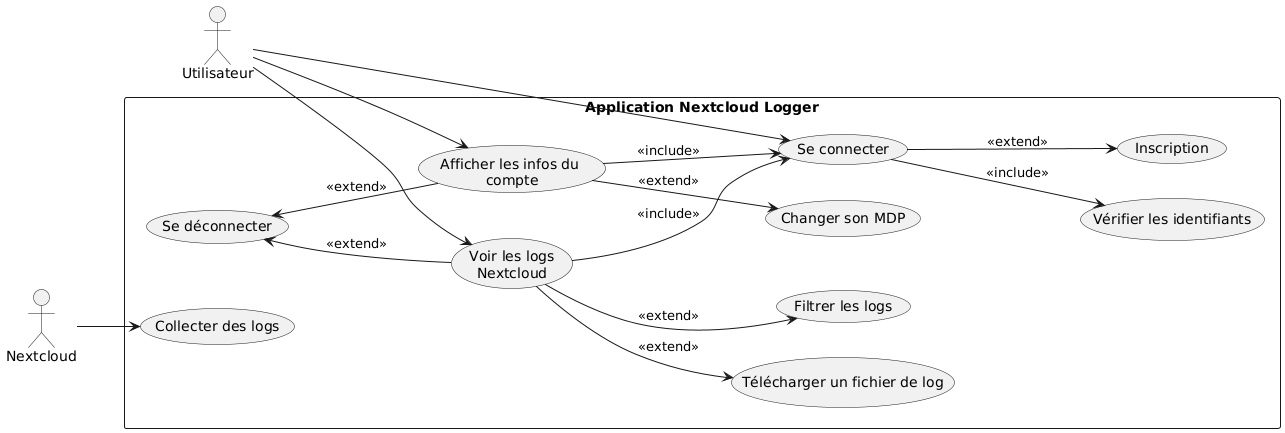 Utilisateur
Application Nextcloud Logger
«include»
«extend»
Se connecter
Inscription
Afficher les infos du
compte
«extend»
«extend»
«include»
Se déconnecter
«include»
Changer son MDP
Vérifier les identifiants
«extend»
Voir les logs
Nextcloud
Filtrer les logs
«extend»
Collecter des logs
Nextcloud
«extend»
Télécharger un fichier de log